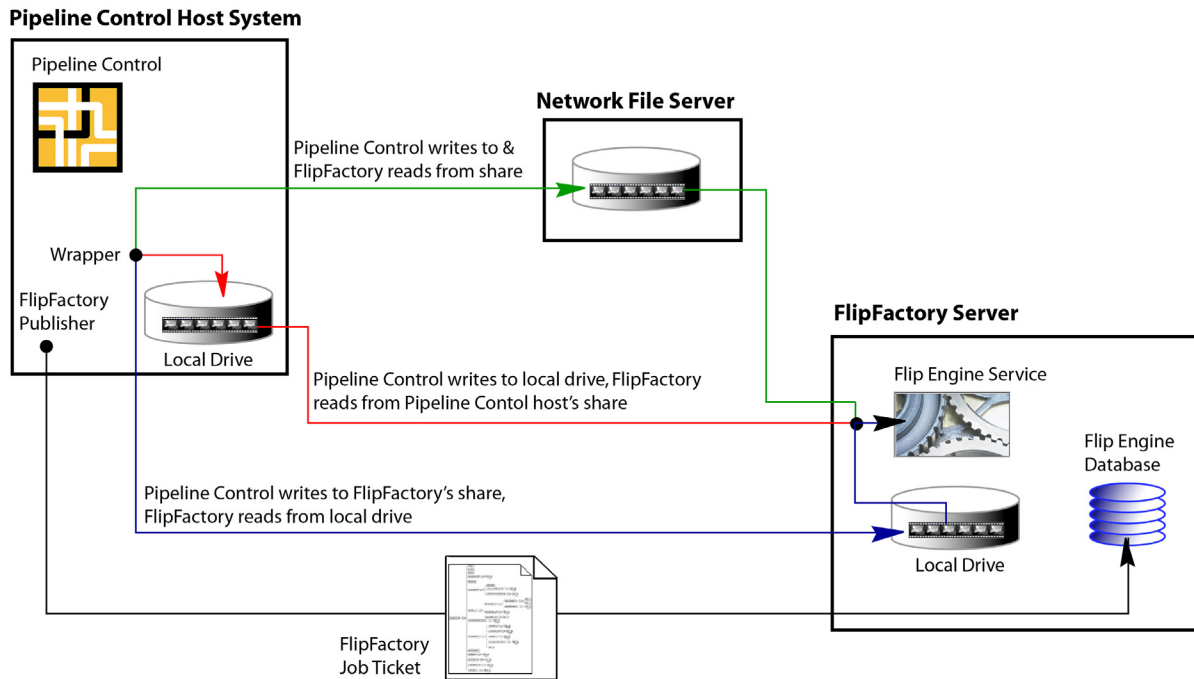 Pipeline Control Host System
Pipeline Control
Network File Server
Pipeline Control writes to &
FlipFactory reads from share
Wrapper
FlipFactory
Publisher
Local Drive
FlipFactory Server
Pipeline Control writes to local drive, FlipFactory
reads from Pipeline Contol host's share
Flip Engine Service
Flip Engine
Database
Pipeline Control writes to FlipFactory's share,
FlipFactory reads from local drive
Local Drive
FlipFactory
Job Ticket